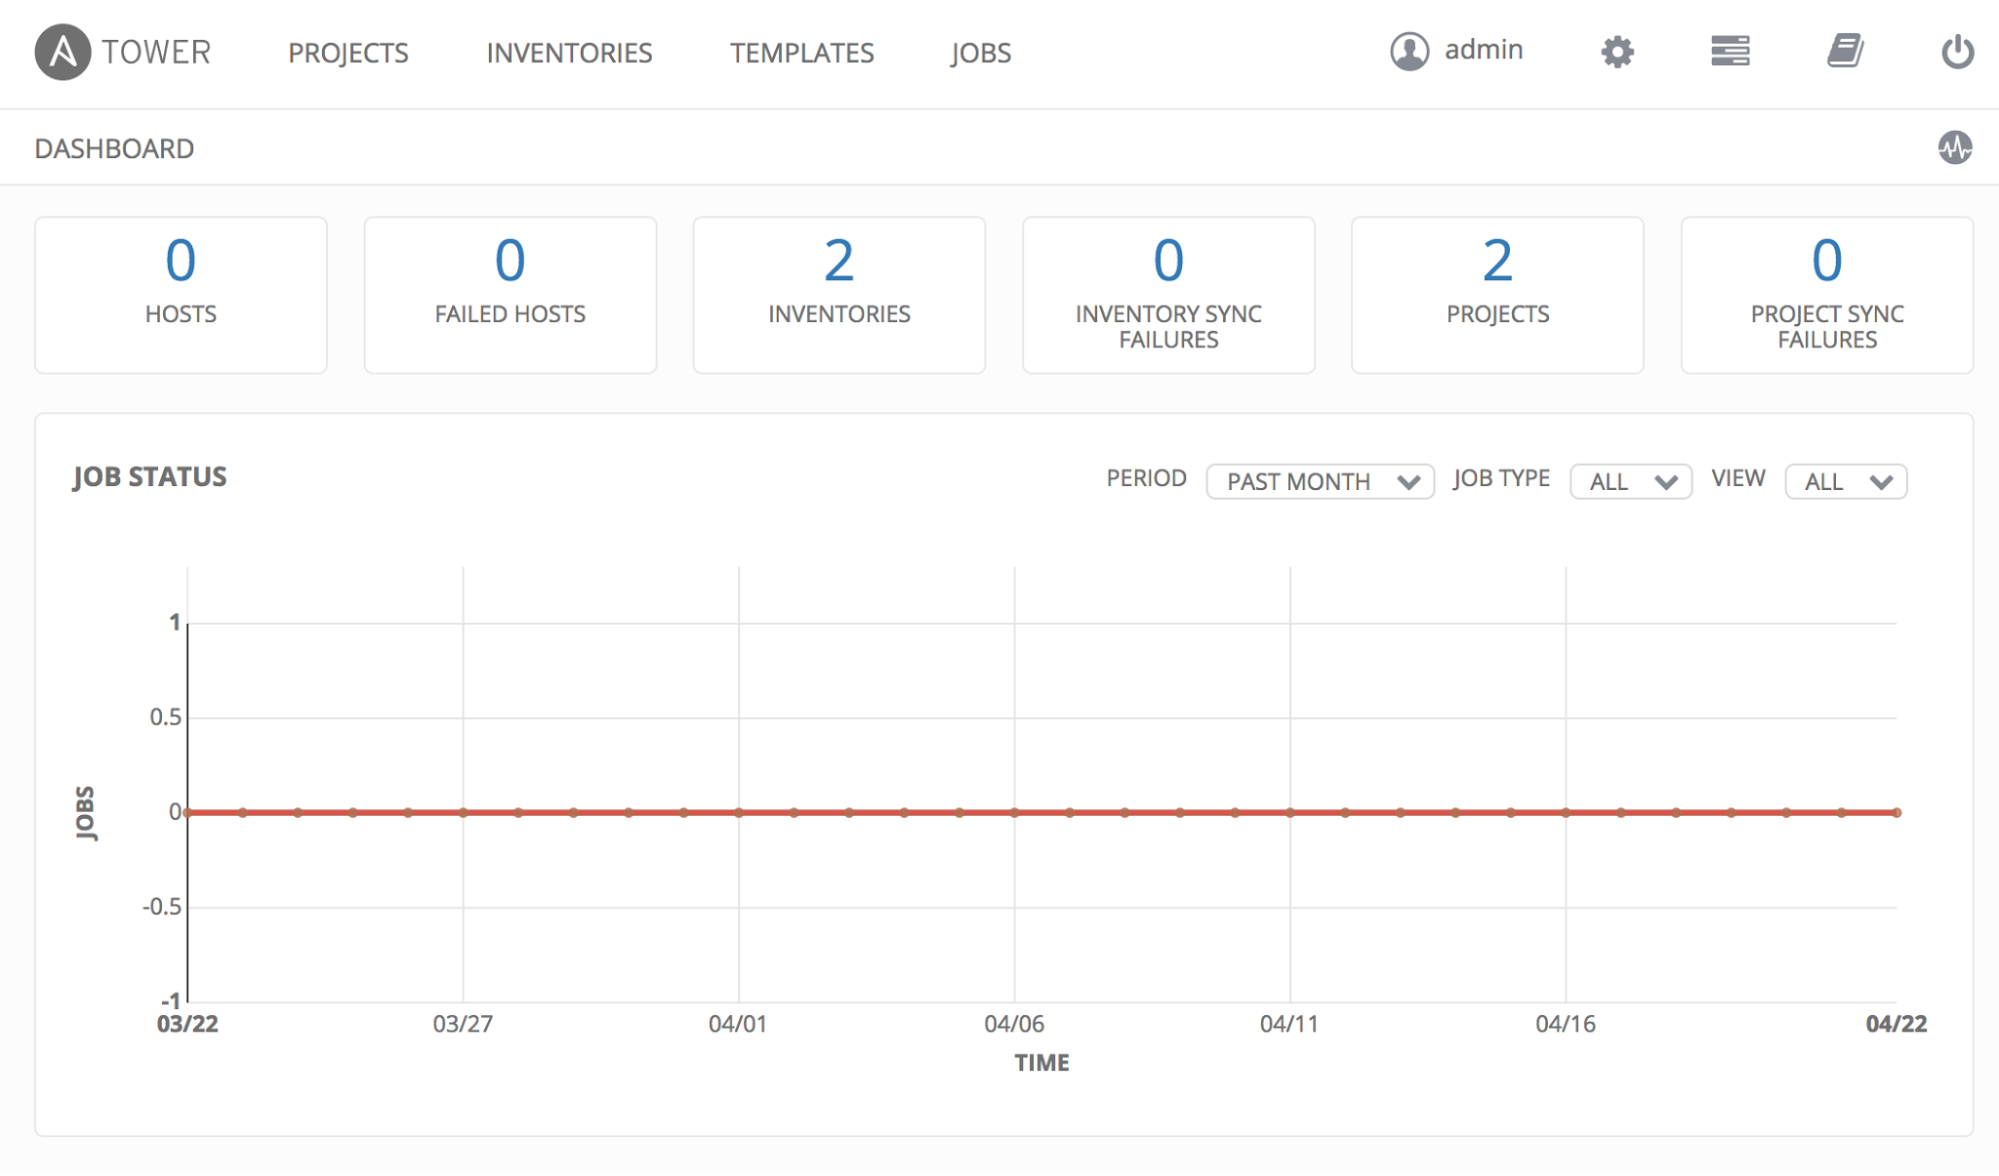 A TOWER PROJECTS INVENTORIES TEMPLATES JOBS admin
DASHBOARD
0 0 2 0 2 0
HOSTS FAILED HOSTS INVENTORIES INVENTORY SYNC FAILURES PROJECTS PROJECT SYNC FAILURES
JOB STATUS PERIOD PAST MONTH JOB TYPE ALL VIEW ALL
1
0.5
0
-0.5
-1
JOBS
03/22 03/27 04/01 04/06 04/11 04/16 04/22
TIME